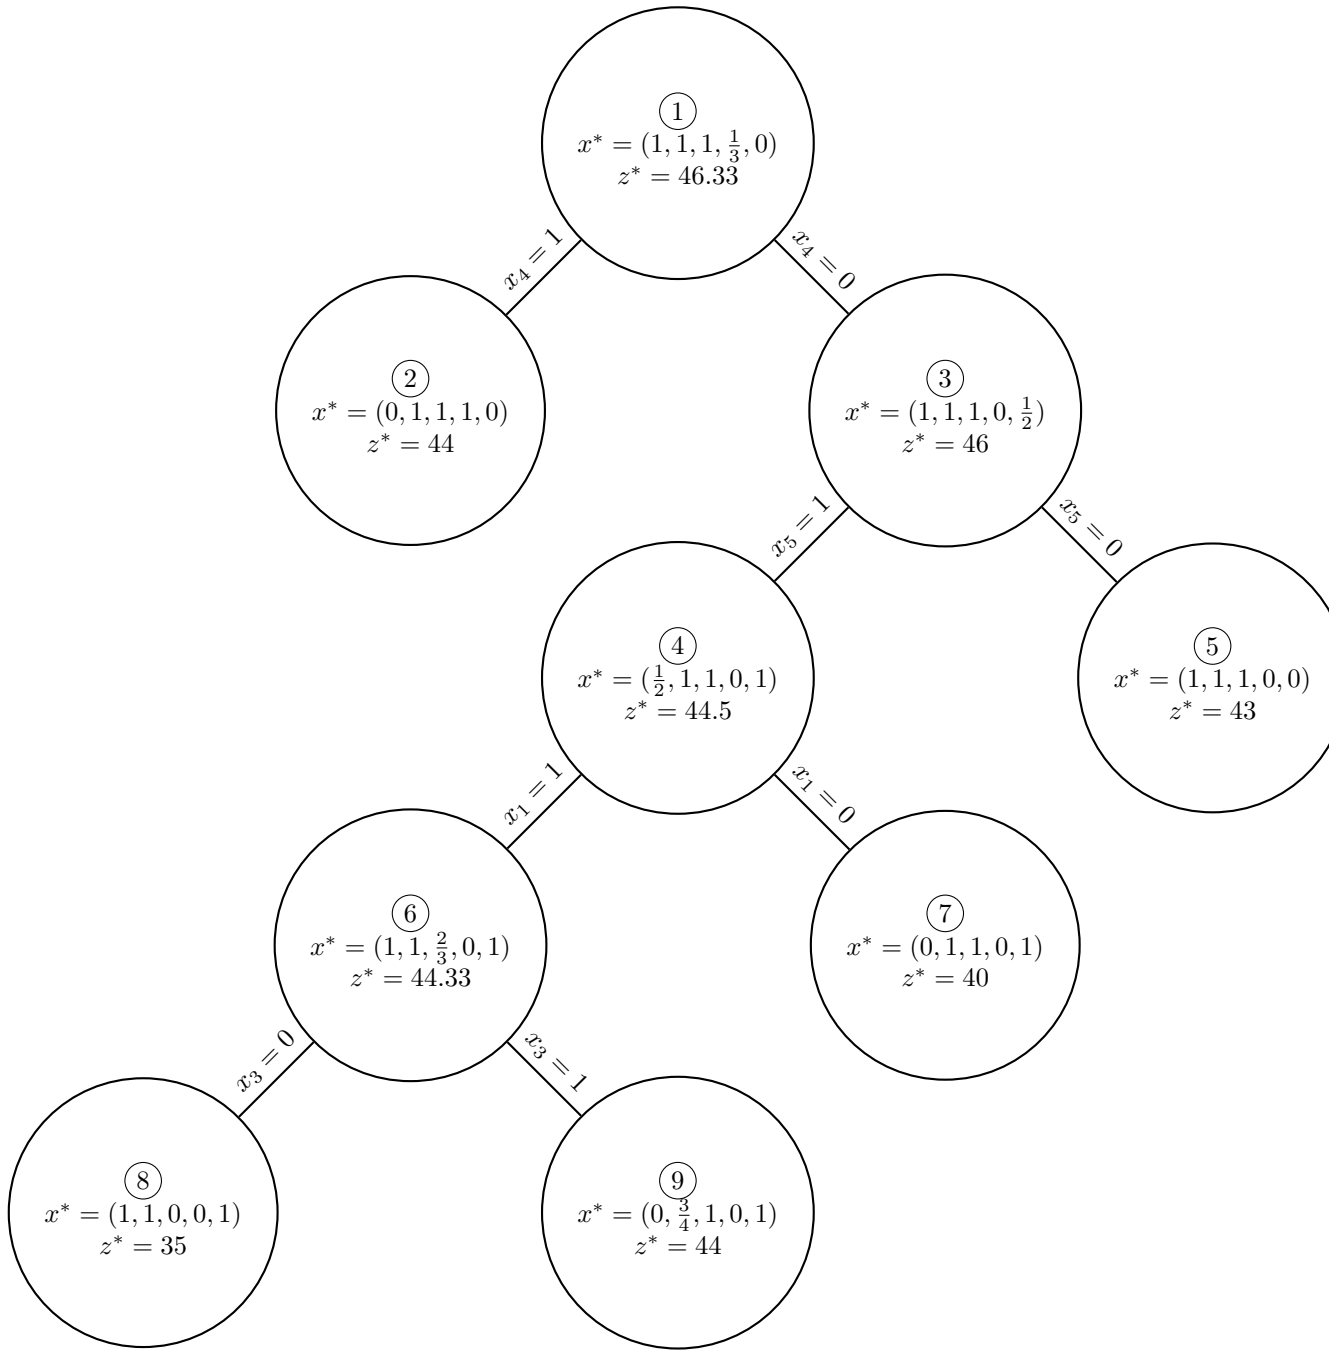 1
x* = (1, 1, 1, 1/3, 0)
z* = 46.33
x₄ = 1
x₄ = 0
2
x* = (0, 1, 1, 1, 0)
z* = 44
3
x* = (1, 1, 1, 0, 1/2)
z* = 46
x₅ = 1
x₅ = 0
4
x* = (1/2, 1, 1, 0, 1)
z* = 44.5
5
x* = (1, 1, 1, 0, 0)
z* = 43
x₁ = 1
x₁ = 0
6
x* = (1, 1, 2/3, 0, 1)
z* = 44.33
7
x* = (0, 1, 1, 0, 1)
z* = 40
x₃ = 0
x₃ = 1
8
x* = (1, 1, 0, 0, 1)
z* = 35
9
x* = (0, 3/4, 1, 0, 1)
z* = 44